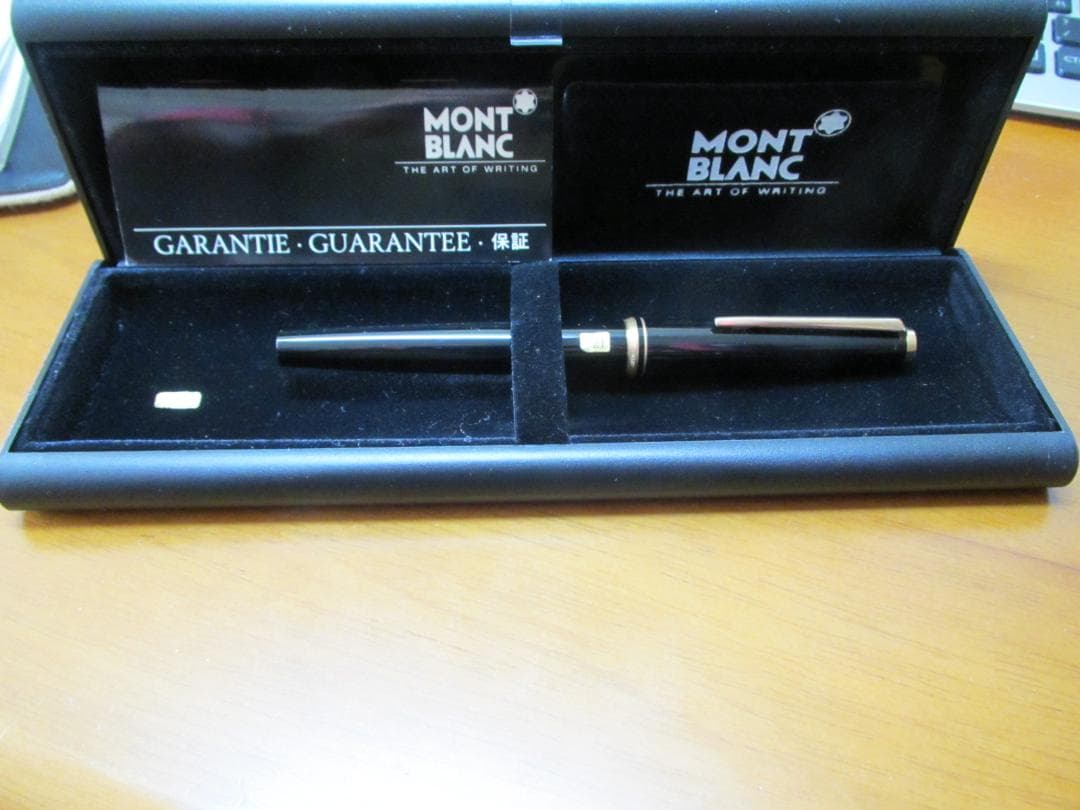 MONT
BLANC
THE ART OF WRITING
GARANTIE · GUARANTEE · 保証
MONT
BLANC
THE ART OF WRITING